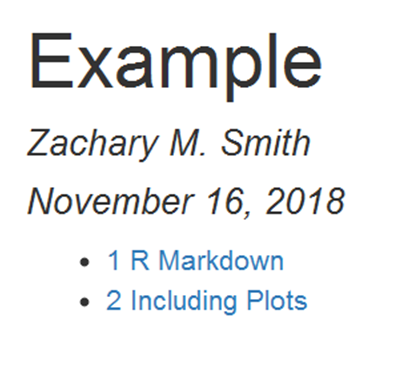 Example
Zachary M. Smith
November 16, 2018
• 1 R Markdown
• 2 Including Plots